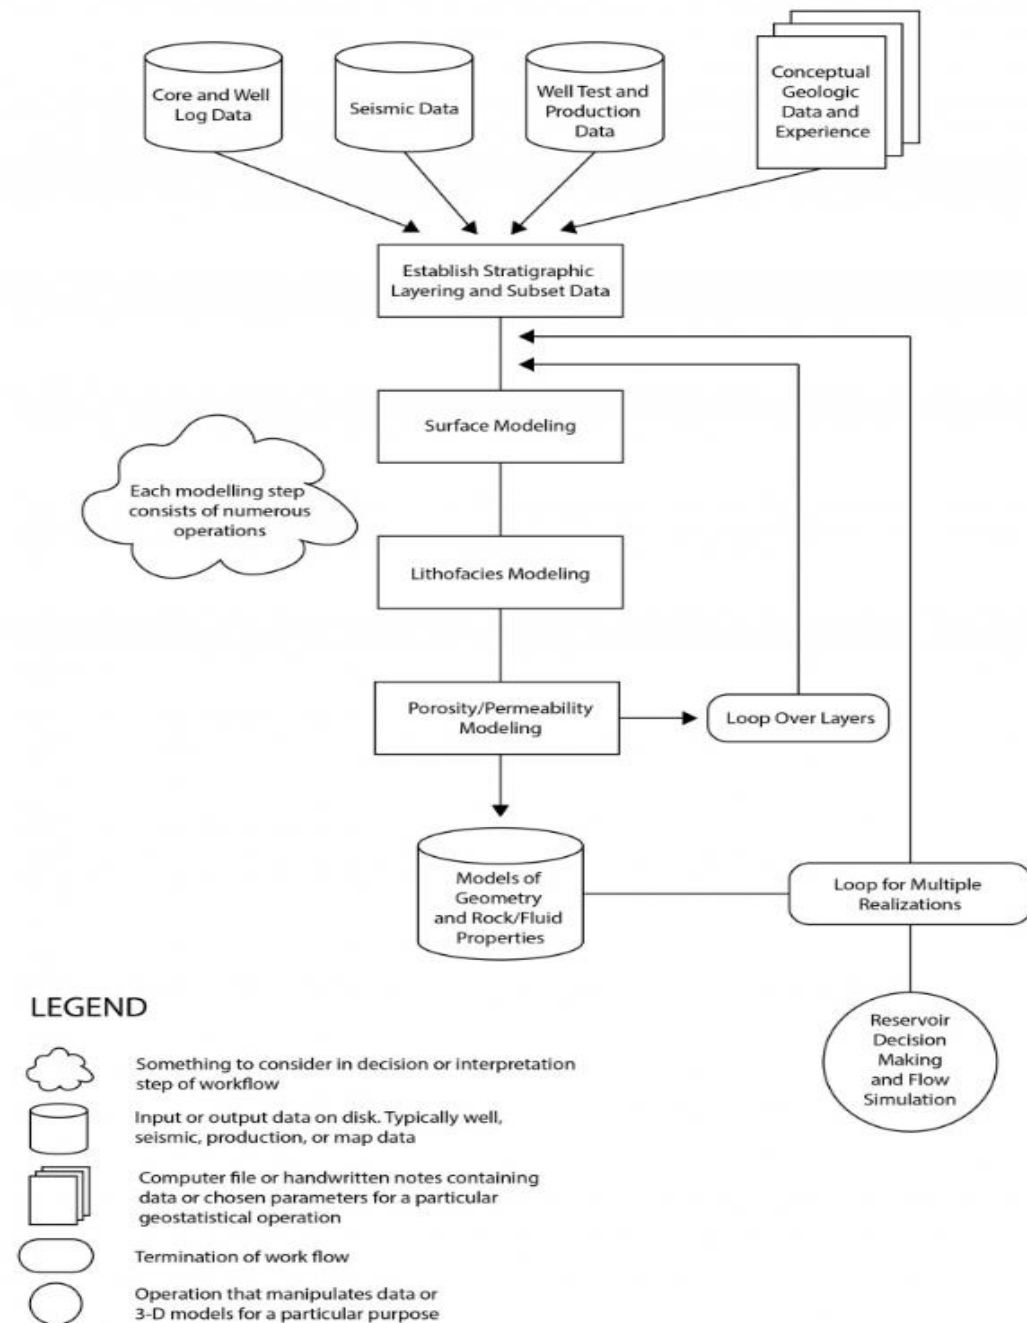 Core and Well
Log Data
Seismic Data
Well Test and
Production
Data
Conceptual
Geologic
Data and
Experience
Establish Stratigraphic
Layering and Subset Data
Surface Modeling
Each modelling step
consists of numerous
operations
Lithofacies Modeling
Porosity/Permeability
Modeling
Loop Over Layers
Models of
Geometry
and Rock/Fluid
Properties
Loop for Multiple
Realizations
Reservoir
Decision
Making
and Flow
Simulation
LEGEND
Something to consider in decision or interpretation
step of workflow
Input or output data on disk. Typically well,
seismic, production, or map data
Computer file or handwritten notes containing
data or chosen parameters for a particular
geostatistical operation
Termination of work flow
Operation that manipulates data or
3-D models for a particular purpose